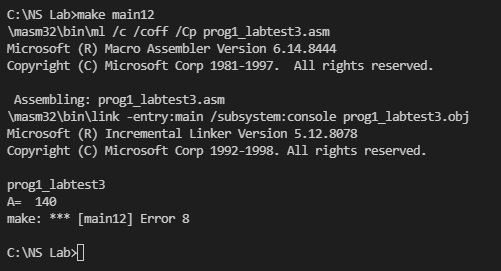 C:\NS Lab>make main12
\masm32\bin\ml /c /coff /Cp prog1_labtest3.asm
Microsoft (R) Macro Assembler Version 6.14.8444
Copyright (C) Microsoft Corp 1981-1997.  All rights reserved.
 Assembling: prog1_labtest3.asm
\masm32\bin\link -entry:main /subsystem:console prog1_labtest3.obj
Microsoft (R) Incremental Linker Version 5.12.8078
Copyright (C) Microsoft Corp 1992-1998. All rights reserved.
prog1_labtest3
A=  140
make: *** [main12] Error 8
C:\NS Lab>